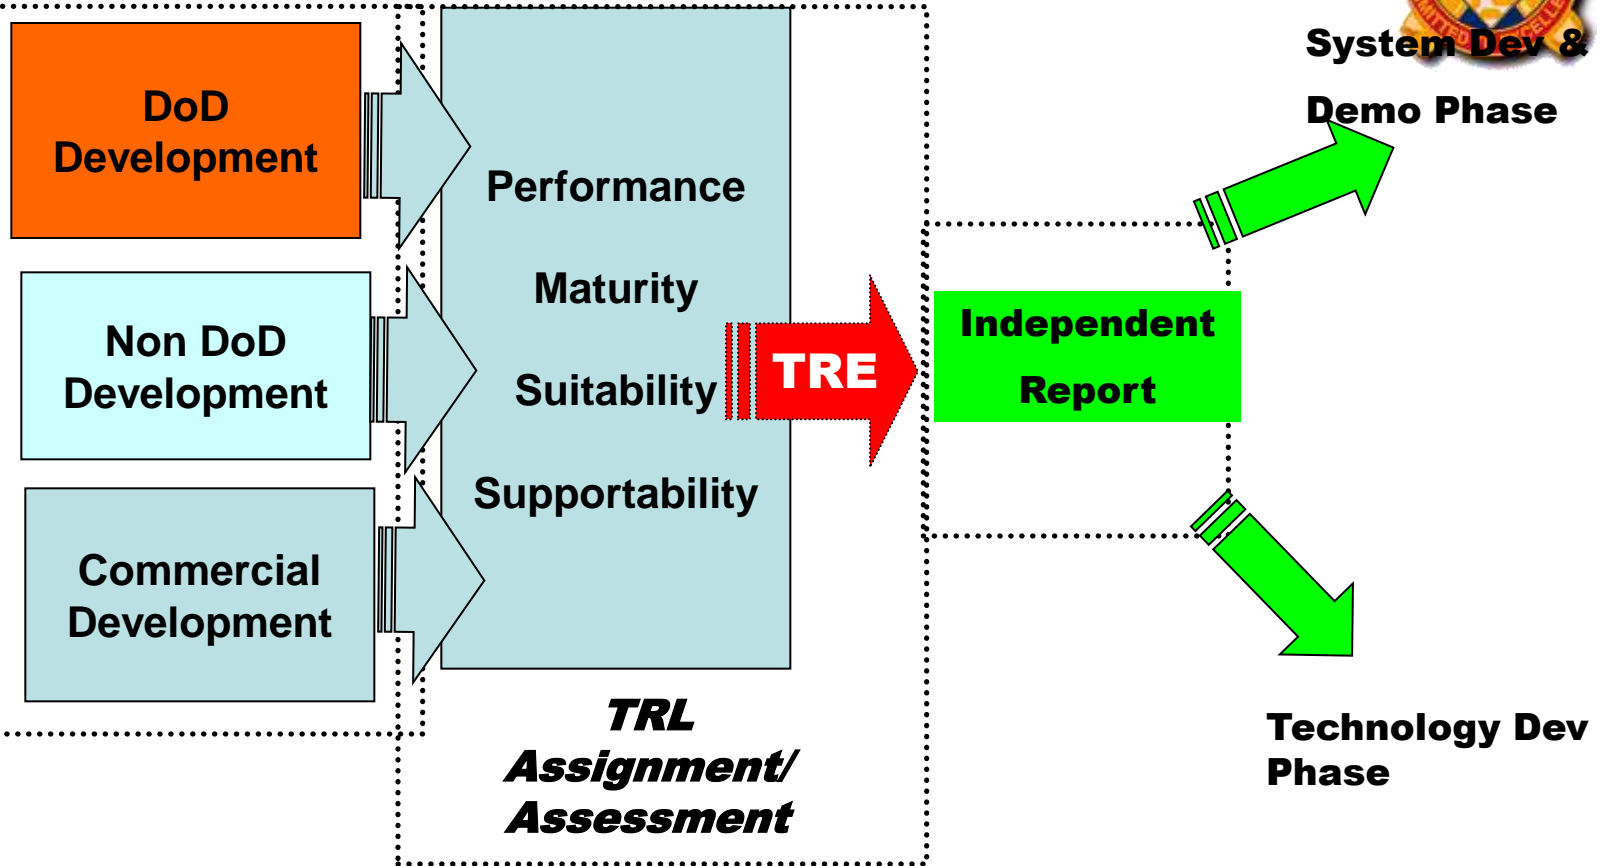 DoD
Development
Non DoD
Development
Commercial
Development
Performance
Maturity
Suitability
Supportability
TRL
Assignment/
Assessment
TRE
Independent
Report
System Dev &
Demo Phase
Technology Dev
Phase